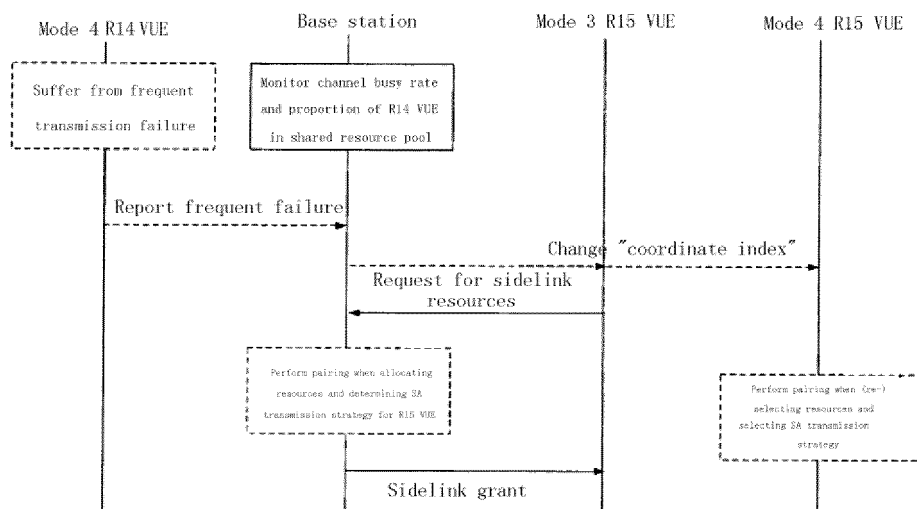 Mode 4 R14 VUE
Base station
Mode 3 R15 VUE
Mode 4 R15 VUE
Suffer from frequent
transmission failure
Monitor channel busy rate
and proportion of R14 VUE
in shared resource pool
Report frequent failure
Change "coordinate index"
Request for sidelink
resources
Perform pairing when allocating
resources and determining SA
transmission strategy for R15 VUE
Perform pairing when (re-)
selecting resources and
selecting SA transmission
strategy
Sidelink grant